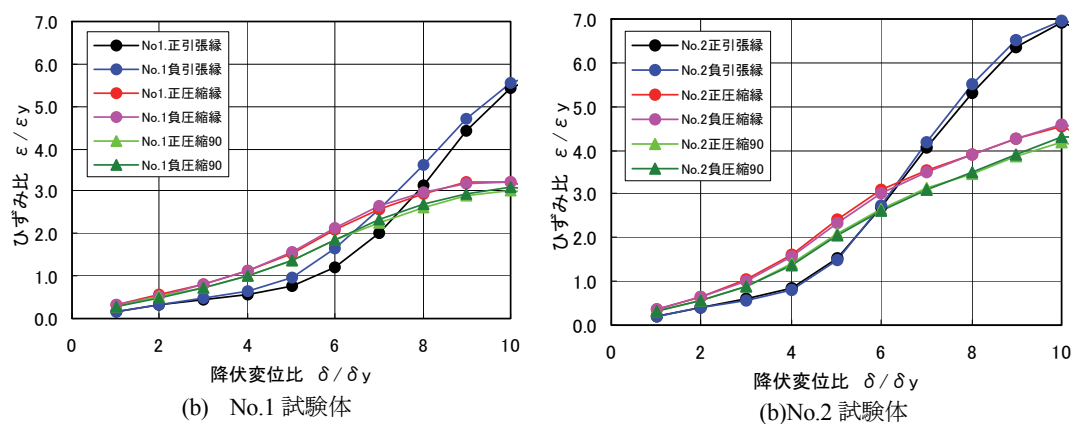 7.0
6.0
5.0
4.0
3.0
2.0
1.0
0.0
ひずみ比 ε/εy
No1.正引張縁
No.1負引張縁
No1.正圧縮縁
No.1負圧縮縁
No.1正圧縮90
No.1負圧縮90
0 2 4 6 8 10
降伏変位比 δ/δy
(b) No.1 試験体
7.0
6.0
5.0
4.0
3.0
2.0
1.0
0.0
ひずみ比 ε/εy
No.2正引張縁
No.2負引張縁
No.2正圧縮縁
No.2負圧縮縁
No.2正圧縮90
No.2負圧縮90
0 2 4 6 8 10
降伏変位比 δ/δy
(b)No.2 試験体